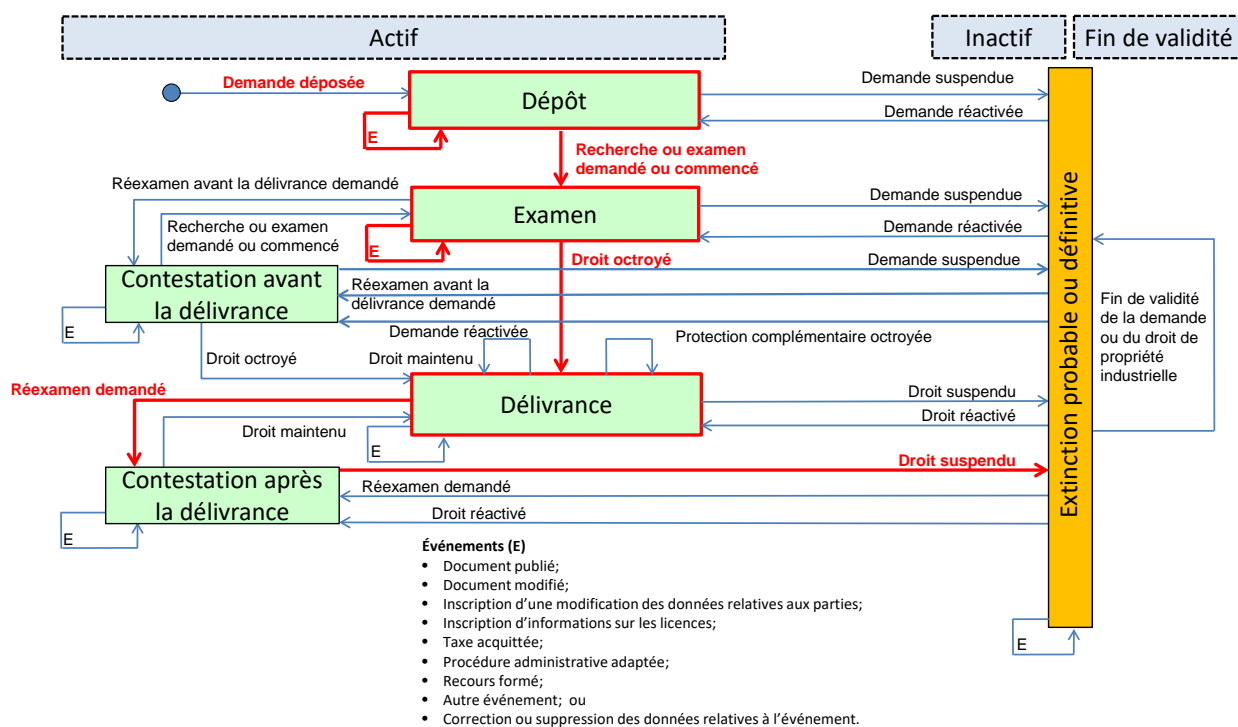 Actif
Inactif
Fin de validité
Demande déposée
Dépôt
Demande suspendue
Demande réactivée
E
Recherche ou examen
demandé ou commencé
Réexamen avant la délivrance demandé
Examen
Demande suspendue
Demande réactivée
Recherche ou examen
demandé ou commencé
E
Droit octroyé
Demande suspendue
Contestation avant
la délivrance
Réexamen avant la
délivrance demandé
E
Demande réactivée
Protection complémentaire octroyée
Droit octroyé
Droit maintenu
Fin de validité
de la demande
ou du droit de
propriété
industrielle
Extinction probable ou définitive
Réexamen demandé
Délivrance
Droit suspendu
Droit réactivé
Droit maintenu
E
Contestation après
la délivrance
Droit suspendu
Réexamen demandé
Droit réactivé
E
Événements (E)
• Document publié;
• Document modifié;
• Inscription d’une modification des données relatives aux parties;
• Inscription d’informations sur les licences;
• Taxe acquittée;
• Procédure administrative adaptée;
• Recours formé;
• Autre événement; ou
• Correction ou suppression des données relatives à l’événement.
E